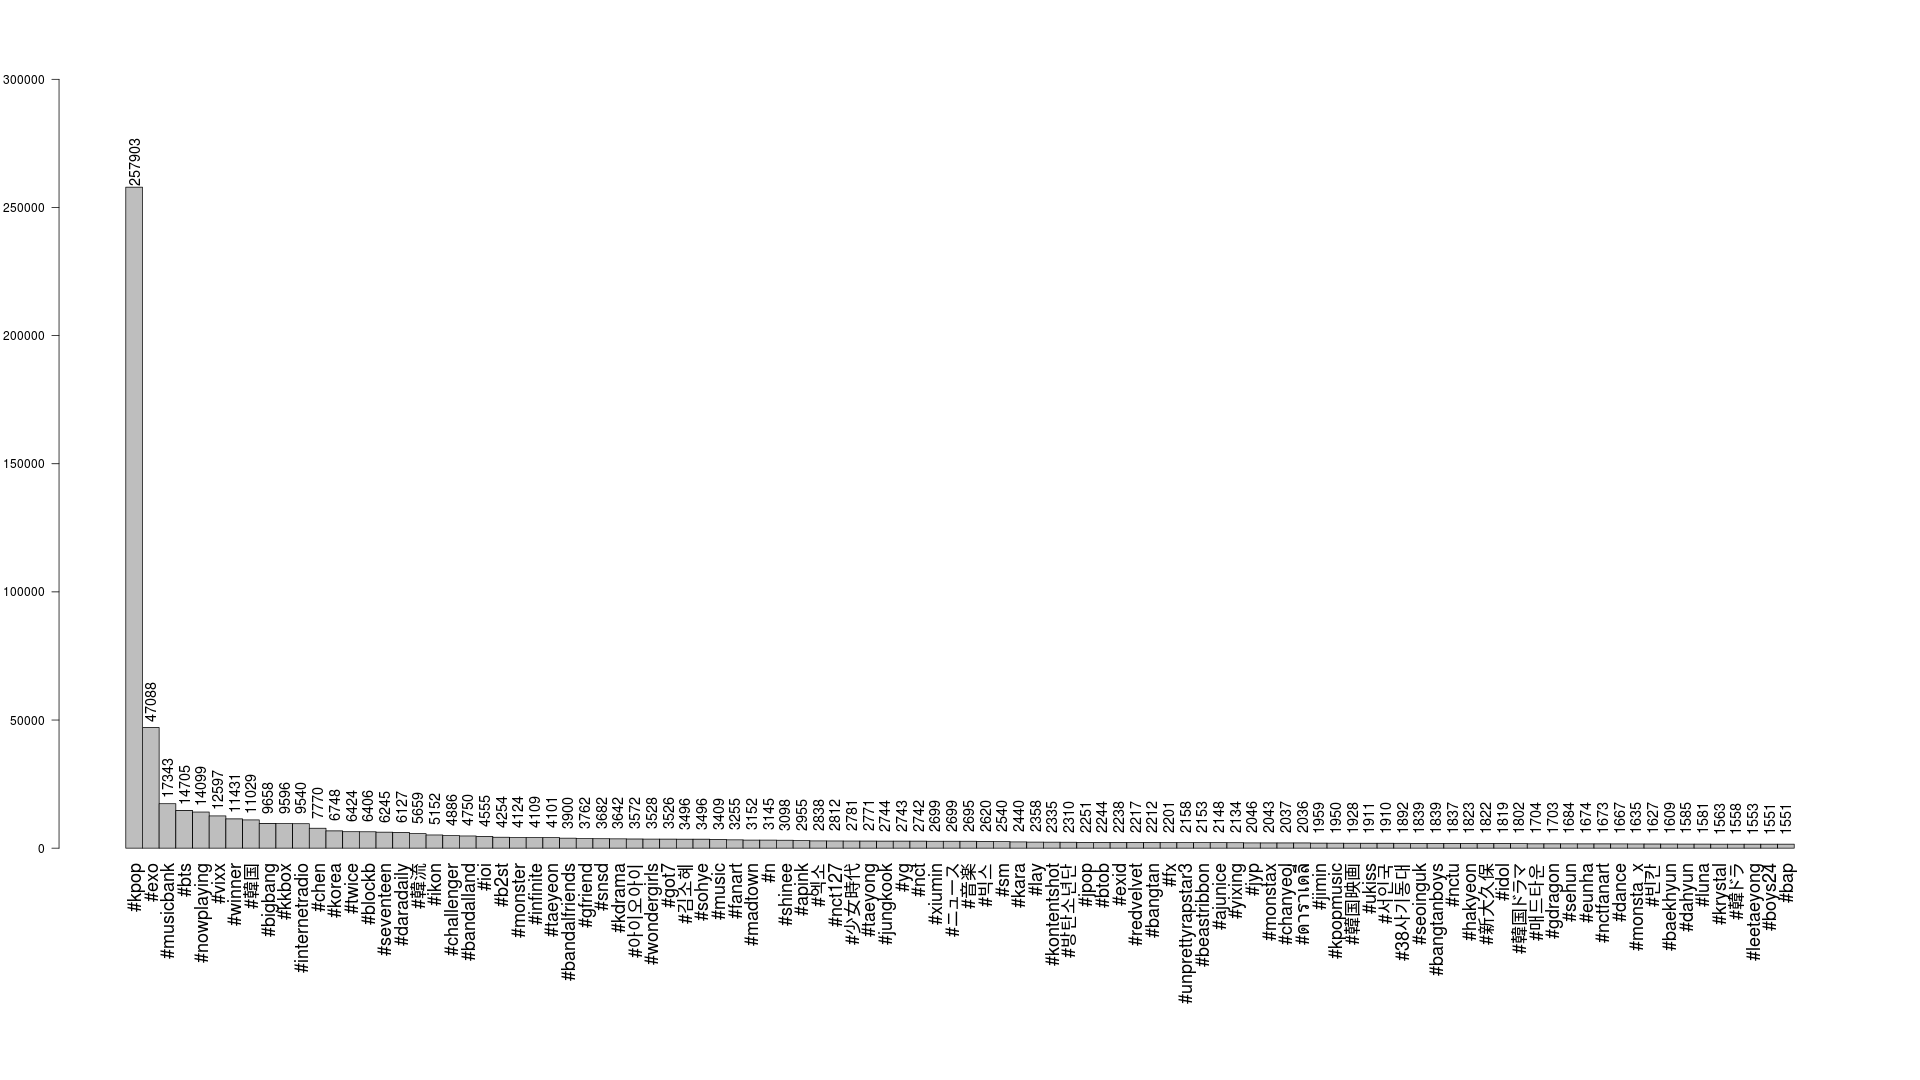 300000
250000
200000
150000
100000
50000
0
257903
47088
17343
14705
14099
12597
11431
11029
9658
9596
9540
7770
6748
6424
6406
6245
6127
5659
5152
4886
4750
4555
4254
4124
4109
4101
3900
3762
3682
3642
3572
3528
3526
3496
3496
3409
3255
3152
3145
3098
2955
2838
2812
2781
2771
2744
2743
2742
2699
2699
2695
2620
2540
2440
2358
2335
2310
2251
2244
2238
2217
2212
2201
2158
2153
2148
2134
2046
2043
2037
2036
1959
1950
1928
1911
1910
1892
1839
1839
1837
1823
1822
1819
1802
1704
1703
1684
1674
1673
1667
1635
1627
1609
1585
1581
1563
1558
1553
1551
1551
#kpop
#exo
#musicbank
#bts
#nowplaying
#vixx
#winner
#韓国
#bigbang
#kkbox
#internetradio
#chen
#korea
#twice
#blockb
#seventeen
#daradaily
#韓流
#ikon
#challenger
#bandalland
#ioi
#b2st
#monster
#infinite
#taeyeon
#bandalfriends
#gfriend
#snsd
#kdrama
#아이오아이
#wondergirls
#got7
#김소혜
#sohye
#music
#fanart
#madtown
#n
#shinee
#apink
#엑소
#nct127
#少女時代
#taeyong
#jungkook
#yg
#nct
#xiumin
#ニュース
#音楽
#빅스
#sm
#kara
#lay
#kontentshot
#방탄소년단
#jpop
#btob
#exid
#redvelvet
#bangtan
#fx
#unprettyrapstar3
#beastribbon
#ajunice
#yixing
#jyp
#monstax
#chanyeol
#ดาราเดลี
#jimin
#kpopmusic
#韓国映画
#ukiss
#서인국
#38사기동대
#seoinguk
#bangtanboys
#nctu
#hakyeon
#新大久保
#idol
#韓国ドラマ
#매드타운
#gdragon
#sehun
#eunha
#nctfanart
#dance
#monsta_x
#빈칸
#baekhyun
#dahyun
#luna
#krystal
#韓ドラ
#leetaeyong
#boys24
#bap